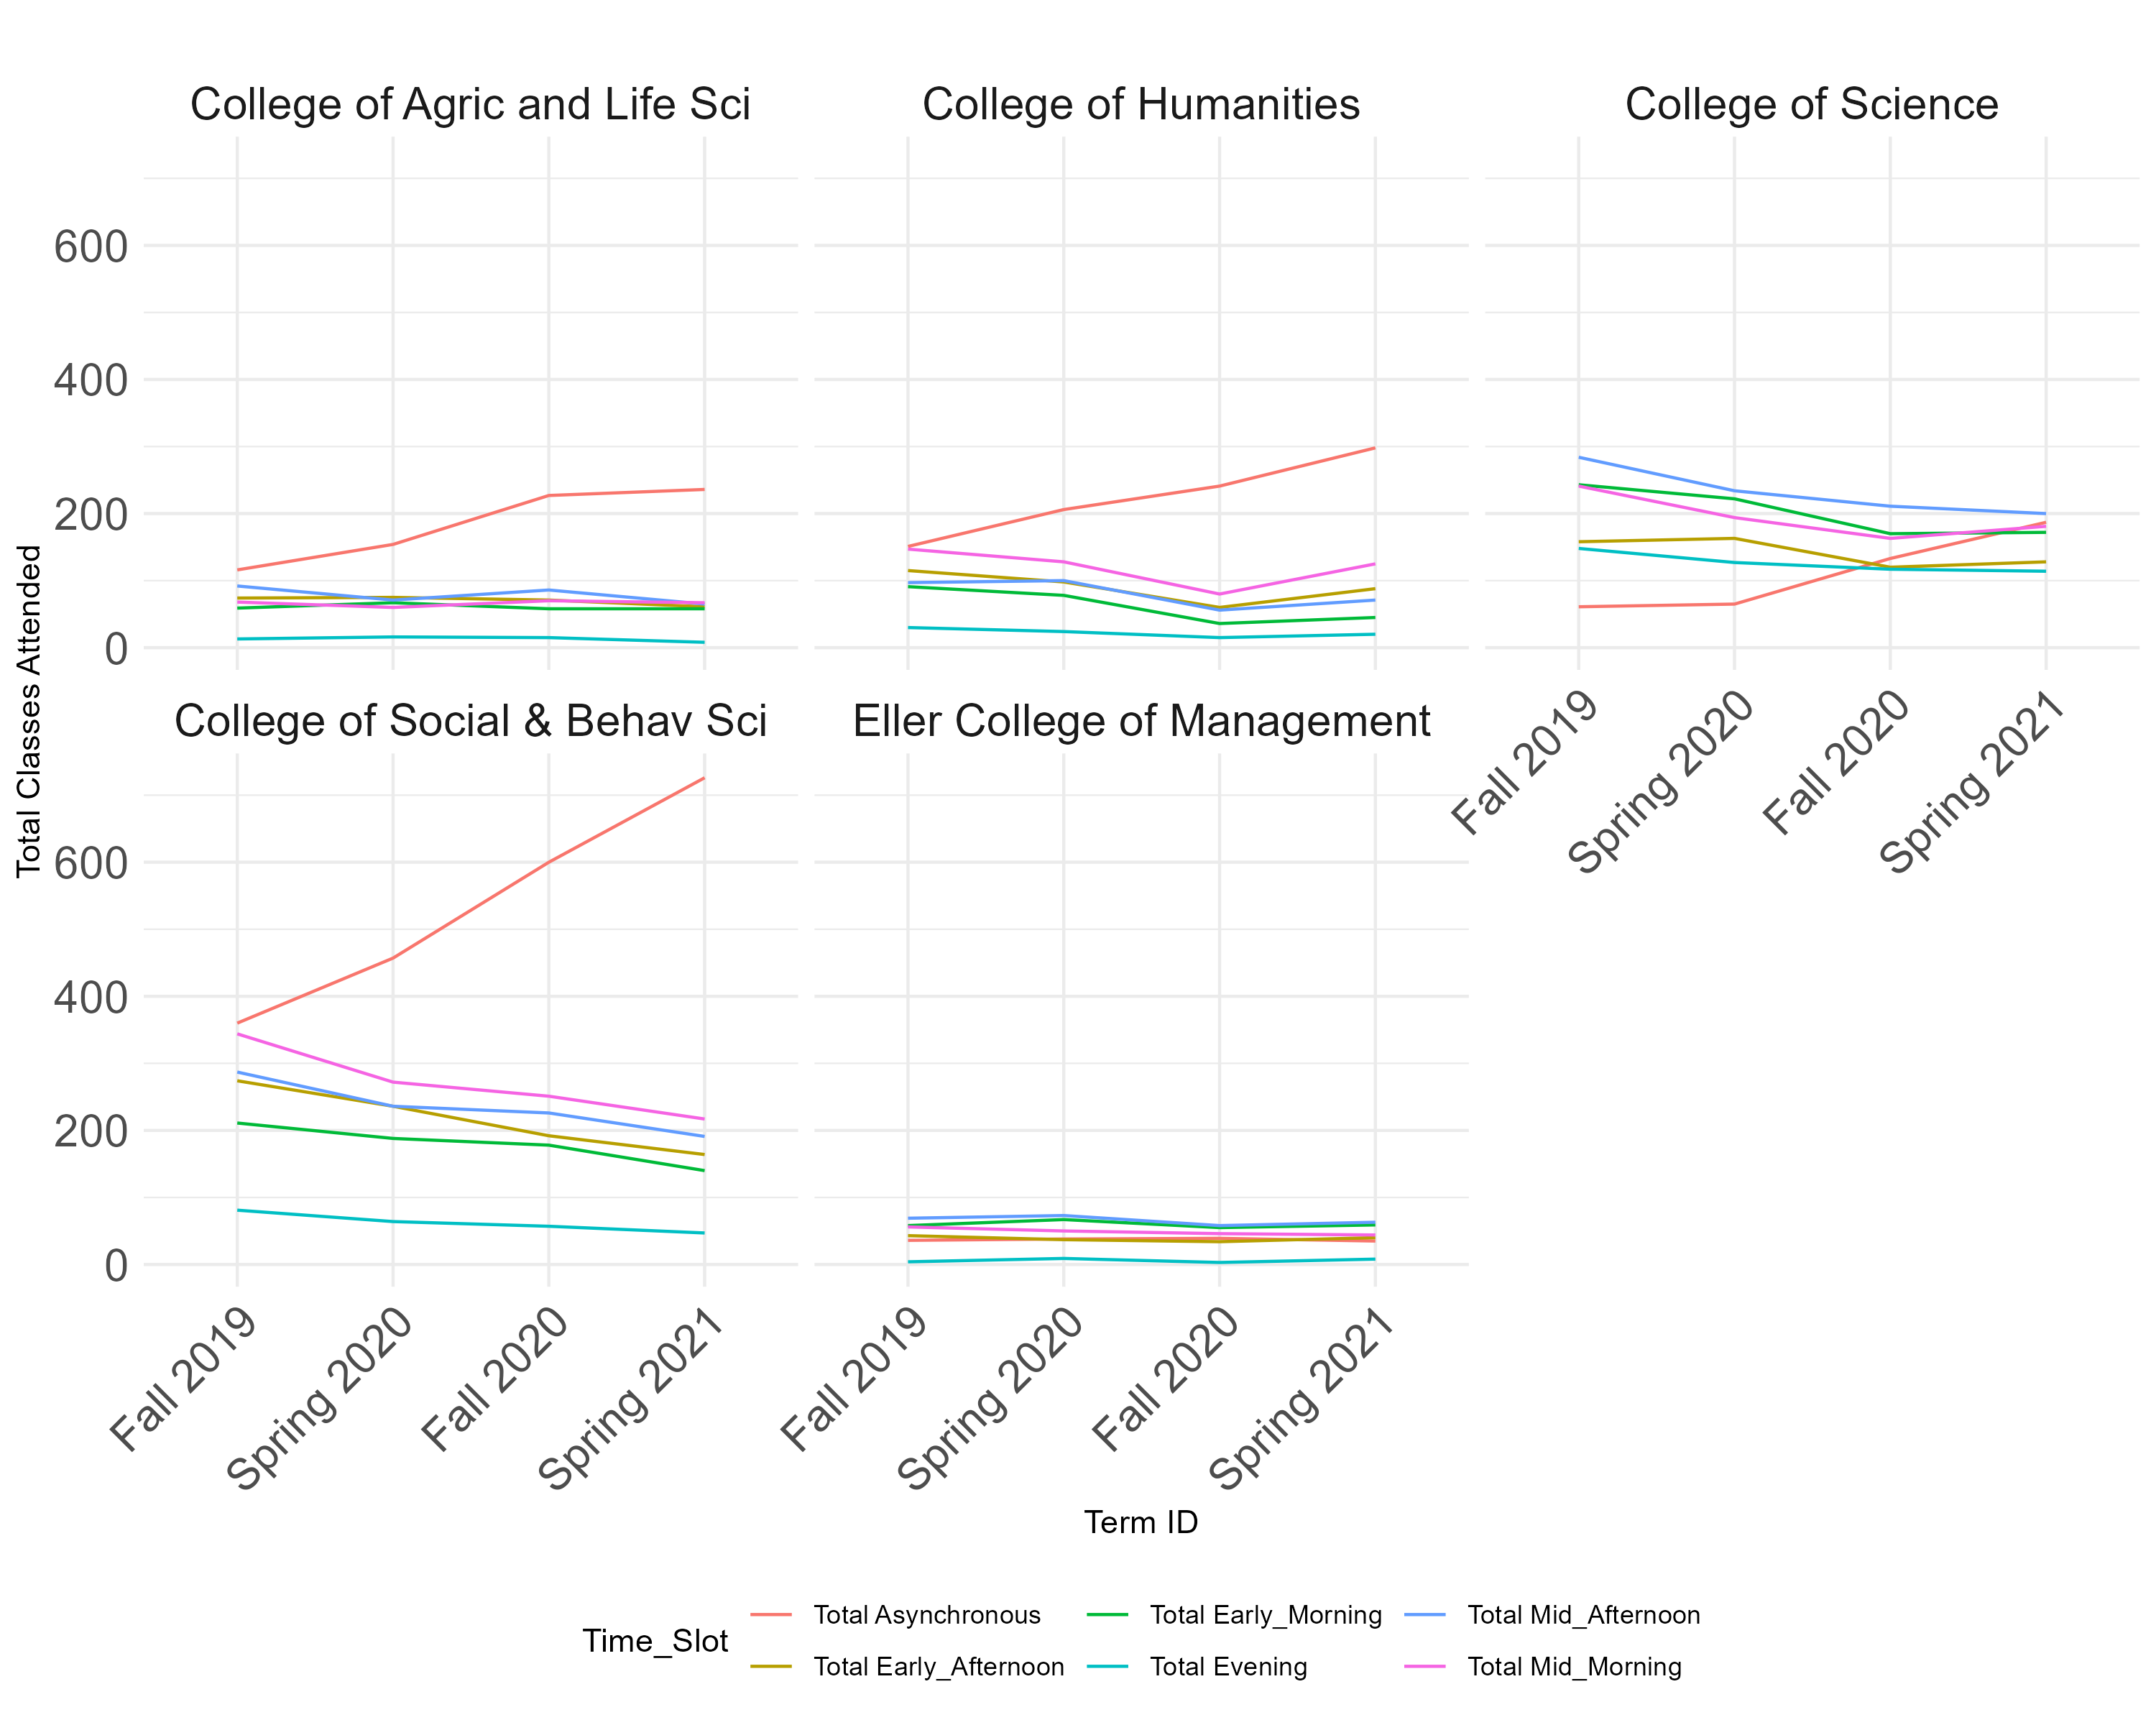 College of Agric and Life Sci
College of Humanities
College of Science
600
400
200
0
Total Classes Attended
Fall 2019
Spring 2020
Fall 2020
Spring 2021
College of Social & Behav Sci
Eller College of Management
600
400
200
0
Fall 2019
Spring 2020
Fall 2020
Spring 2021
Fall 2019
Spring 2020
Fall 2020
Spring 2021
Term ID
Time_Slot
Total Asynchronous
Total Early_Morning
Total Mid_Afternoon
Total Early_Afternoon
Total Evening
Total Mid_Morning